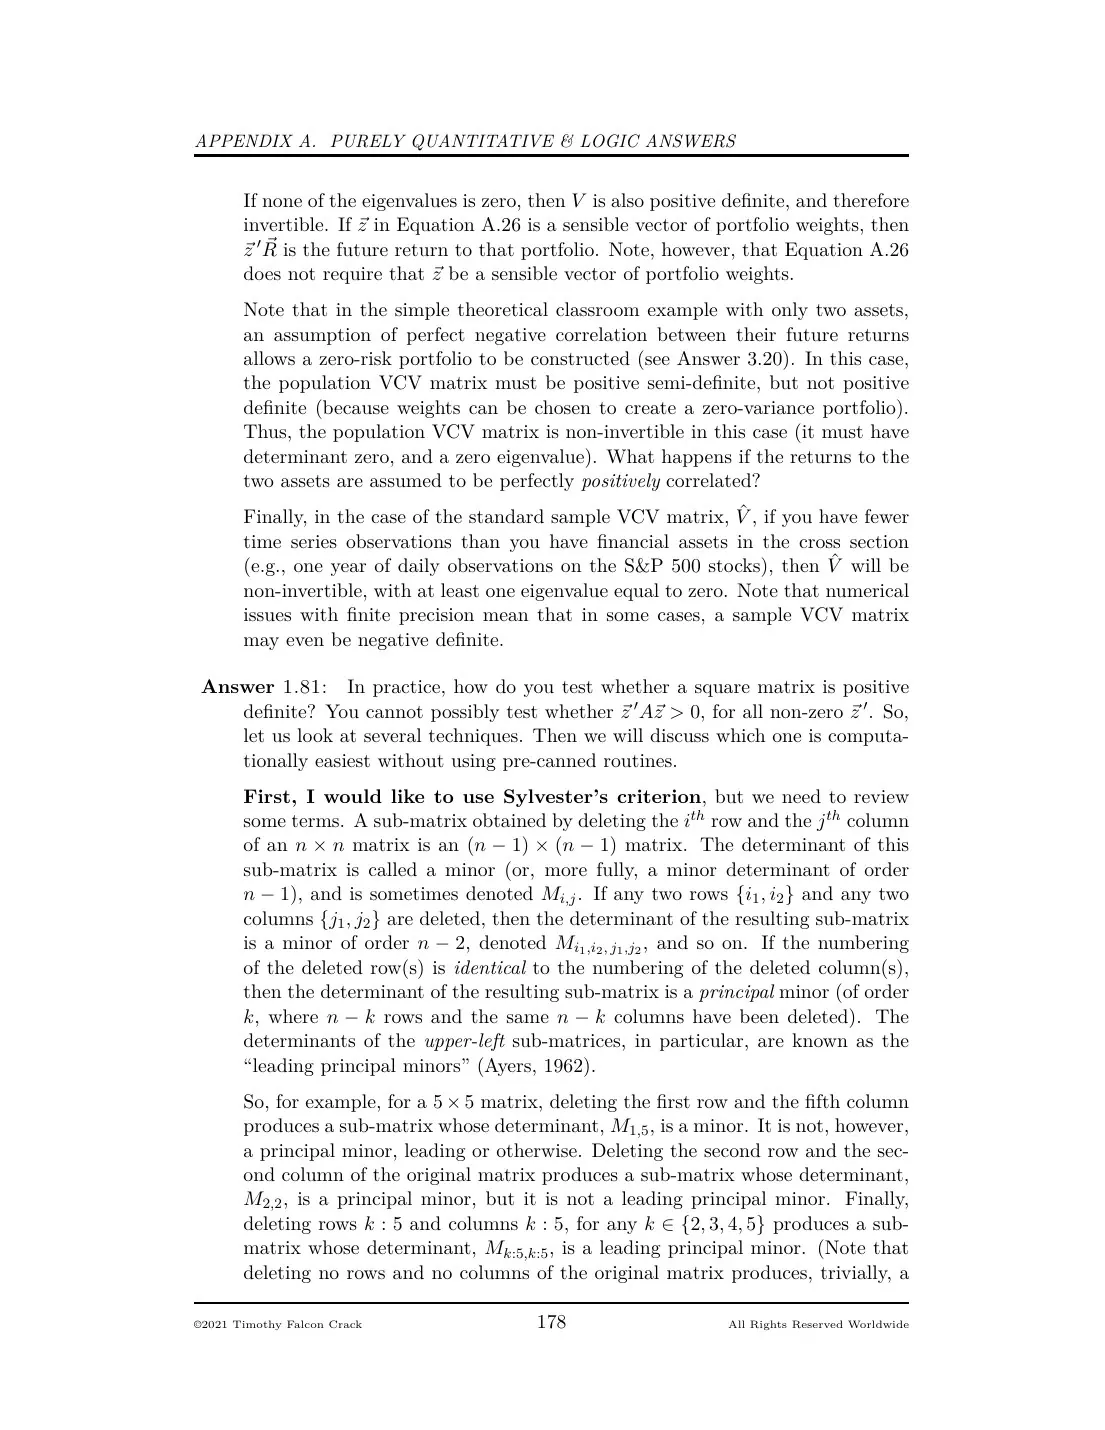 APPENDIX A. PURELY QUANTITATIVE & LOGIC ANSWERS
If none of the eigenvalues is zero, then V is also positive definite, and therefore
invertible. If z⃗ in Equation A.26 is a sensible vector of portfolio weights, then
z⃗ ′R⃗ is the future return to that portfolio. Note, however, that Equation A.26
does not require that z⃗ be a sensible vector of portfolio weights.
Note that in the simple theoretical classroom example with only two assets,
an assumption of perfect negative correlation between their future returns
allows a zero-risk portfolio to be constructed (see Answer 3.20). In this case,
the population VCV matrix must be positive semi-definite, but not positive
definite (because weights can be chosen to create a zero-variance portfolio).
Thus, the population VCV matrix is non-invertible in this case (it must have
determinant zero, and a zero eigenvalue). What happens if the returns to the
two assets are assumed to be perfectly positively correlated?
Finally, in the case of the standard sample VCV matrix, V̂, if you have fewer
time series observations than you have financial assets in the cross section
(e.g., one year of daily observations on the S&P 500 stocks), then V̂ will be
non-invertible, with at least one eigenvalue equal to zero. Note that numerical
issues with finite precision mean that in some cases, a sample VCV matrix
may even be negative definite.
Answer 1.81: In practice, how do you test whether a square matrix is positive
definite? You cannot possibly test whether z⃗ ′Az⃗ > 0, for all non-zero z⃗ ′. So,
let us look at several techniques. Then we will discuss which one is computa-
tionally easiest without using pre-canned routines.
First, I would like to use Sylvester's criterion, but we need to review
some terms. A sub-matrix obtained by deleting the iᵗʰ row and the jᵗʰ column
of an n × n matrix is an (n − 1) × (n − 1) matrix. The determinant of this
sub-matrix is called a minor (or, more fully, a minor determinant of order
n − 1), and is sometimes denoted M_{i,j}. If any two rows {i₁, i₂} and any two
columns {j₁, j₂} are deleted, then the determinant of the resulting sub-matrix
is a minor of order n − 2, denoted M_{i₁,i₂,j₁,j₂}, and so on. If the numbering
of the deleted row(s) is identical to the numbering of the deleted column(s),
then the determinant of the resulting sub-matrix is a principal minor (of order
k, where n − k rows and the same n − k columns have been deleted). The
determinants of the upper-left sub-matrices, in particular, are known as the
“leading principal minors” (Ayers, 1962).
So, for example, for a 5 × 5 matrix, deleting the first row and the fifth column
produces a sub-matrix whose determinant, M_{1,5}, is a minor. It is not, however,
a principal minor, leading or otherwise. Deleting the second row and the sec-
ond column of the original matrix produces a sub-matrix whose determinant,
M_{2,2}, is a principal minor, but it is not a leading principal minor. Finally,
deleting rows k : 5 and columns k : 5, for any k ∈ {2, 3, 4, 5} produces a sub-
matrix whose determinant, M_{k:5,k:5}, is a leading principal minor. (Note that
deleting no rows and no columns of the original matrix produces, trivially, a
©2021 Timothy Falcon Crack 178 All Rights Reserved Worldwide